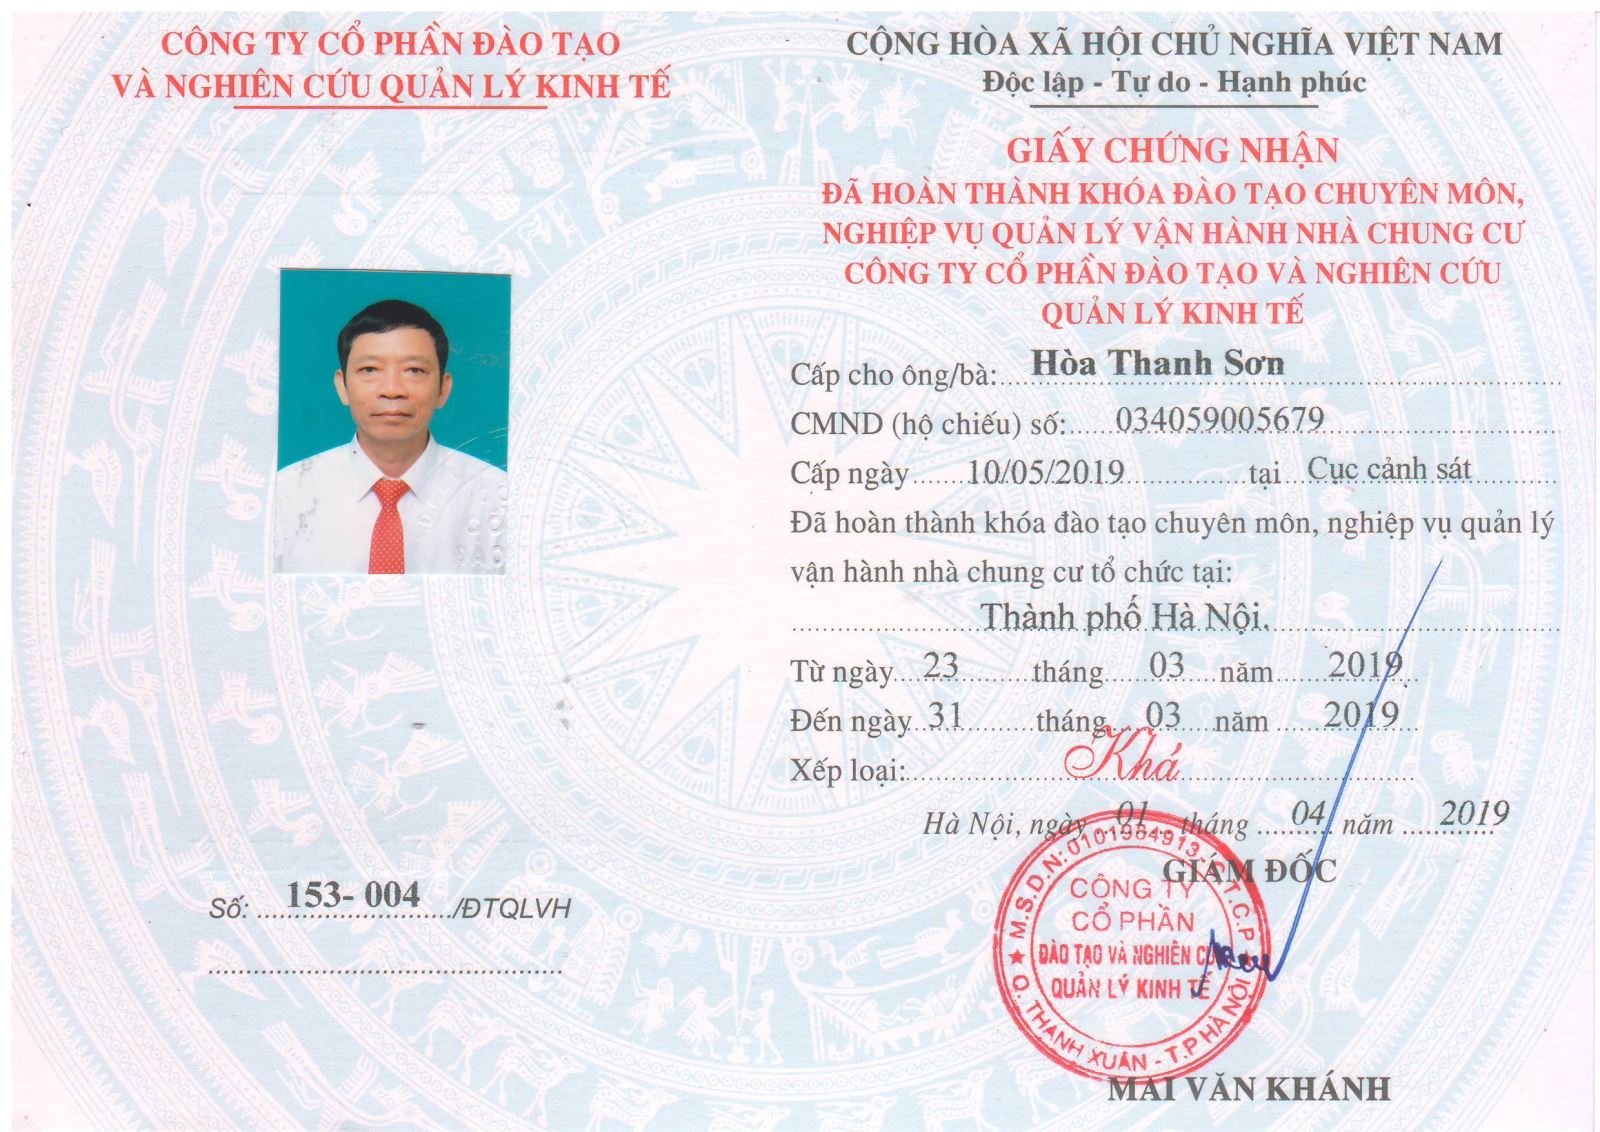 CÔNG TY CỔ PHẦN ĐÀO TẠO
VÀ NGHIÊN CỨU QUẢN LÝ KINH TẾ
Số: 153- 004 /ĐTQLVH
CỘNG HÒA XÃ HỘI CHỦ NGHĨA VIỆT NAM
Độc lập - Tự do - Hạnh phúc
GIẤY CHỨNG NHẬN
ĐÃ HOÀN THÀNH KHÓA ĐÀO TẠO CHUYÊN MÔN,
NGHIỆP VỤ QUẢN LÝ VẬN HÀNH NHÀ CHUNG CƯ
CÔNG TY CỔ PHẦN ĐÀO TẠO VÀ NGHIÊN CỨU
QUẢN LÝ KINH TẾ
Cấp cho ông/bà: Hòa Thanh Sơn
CMND (hộ chiếu) số: 034059005679
Cấp ngày 10/05/2019 tại Cục cảnh sát
Đã hoàn thành khóa đào tạo chuyên môn, nghiệp vụ quản lý
vận hành nhà chung cư tổ chức tại:
Thành phố Hà Nội.
Từ ngày 23 tháng 03 năm 2019
Đến ngày 31 tháng 03 năm 2019
Xếp loại: Khá
Hà Nội, ngày 01 tháng 04 năm 2019
GIÁM ĐỐC
M.S.D.N: 0101984913 C.T.C.P
CÔNG TY
CỔ PHẦN
ĐÀO TẠO VÀ NGHIÊN CỨU
QUẢN LÝ KINH TẾ
Q. THANH XUÂN - T.P HÀ NỘI
MAI VĂN KHÁNH